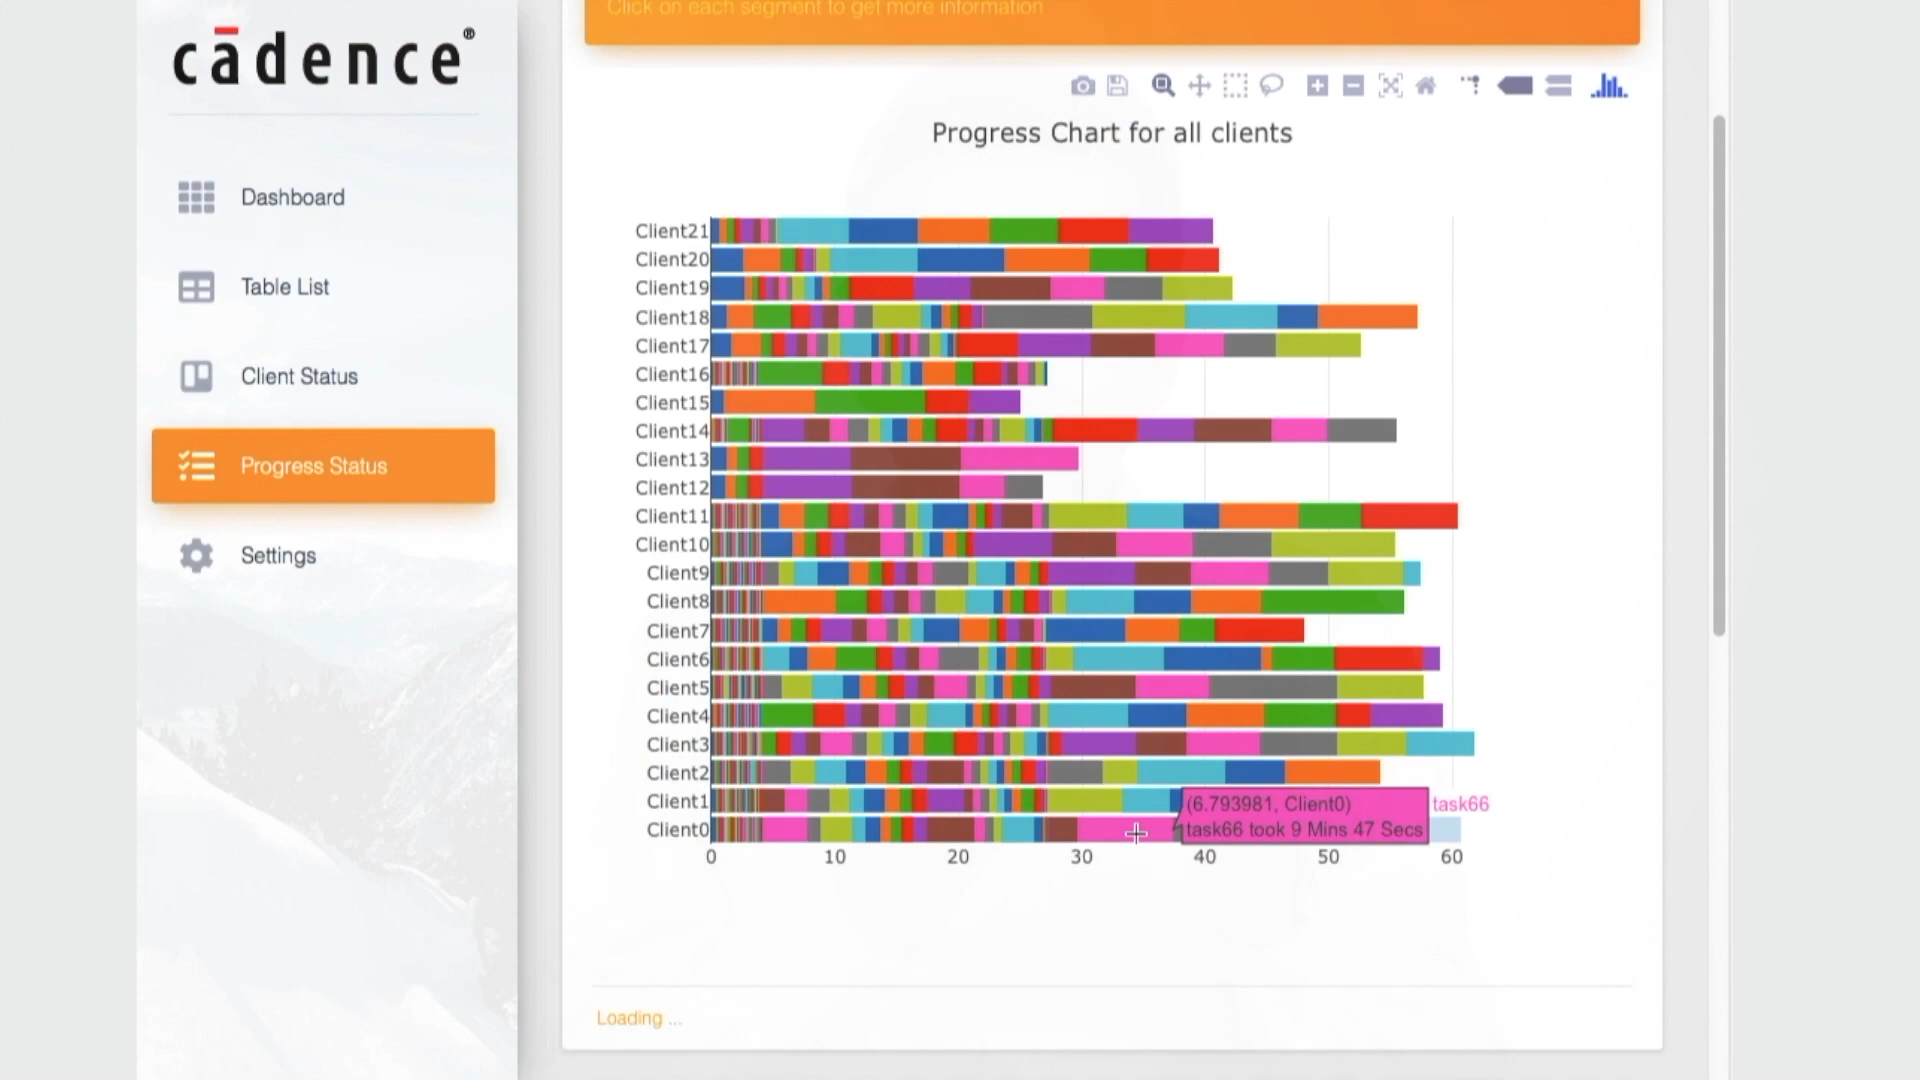 Click on each segment to get more information
cādence®
Progress Chart for all clients
Dashboard
Table List
Client Status
Progress Status
Settings
Client21
Client20
Client19
Client18
Client17
Client16
Client15
Client14
Client13
Client12
Client11
Client10
Client9
Client8
Client7
Client6
Client5
Client4
Client3
Client2
Client1
Client0
(6.793981, Client0)
task66 took 9 Mins 47 Secs
task66
0 10 20 30 40 50 60
Loading ...